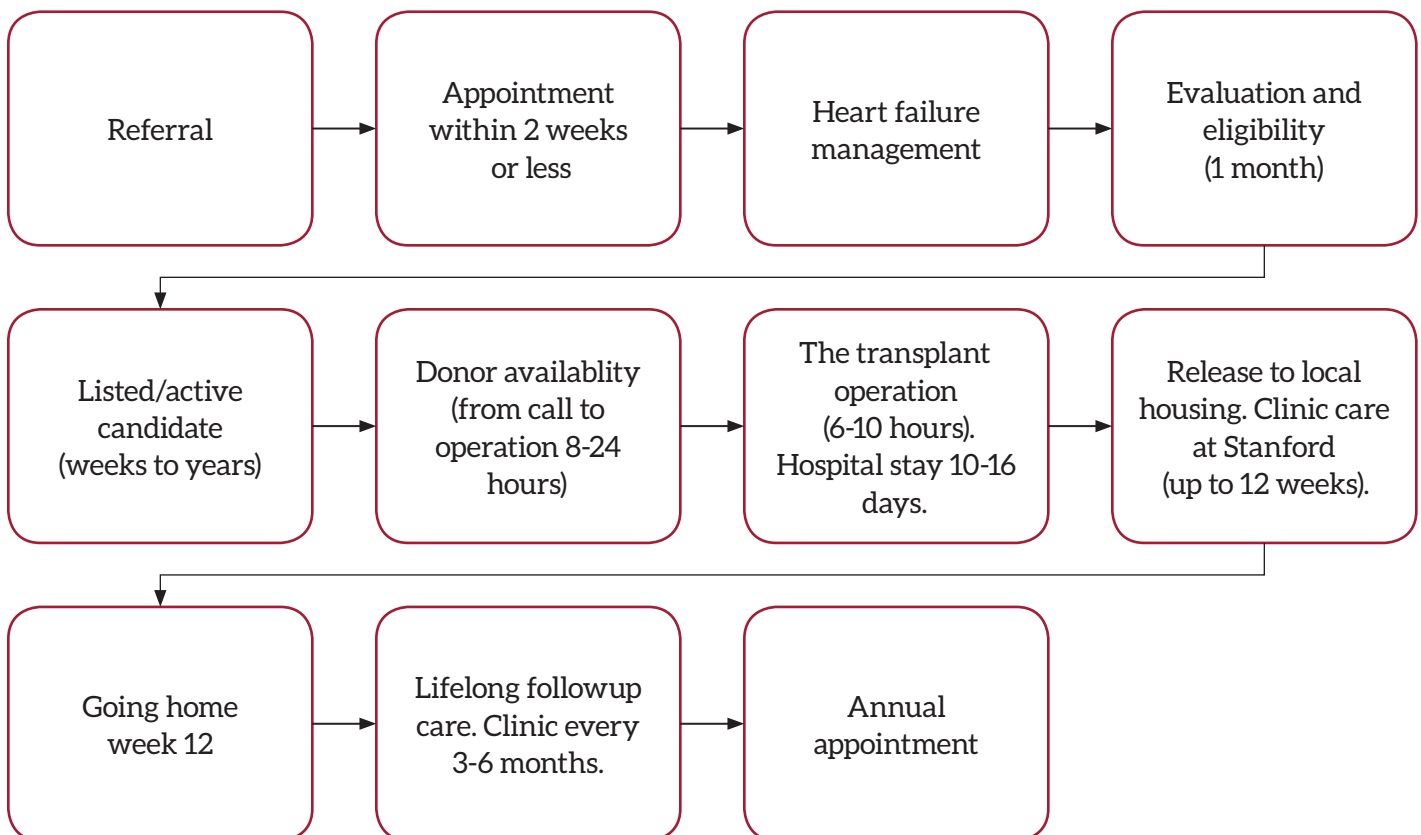 Referral
Appointment
within 2 weeks
or less
Heart failure
management
Evaluation and
eligibility
(1 month)
Listed/active
candidate
(weeks to years)
Donor availablity
(from call to
operation 8-24
hours)
The transplant
operation
(6-10 hours).
Hospital stay 10-16
days.
Release to local
housing. Clinic care
at Stanford
(up to 12 weeks).
Going home
week 12
Lifelong followup
care. Clinic every
3-6 months.
Annual
appointment